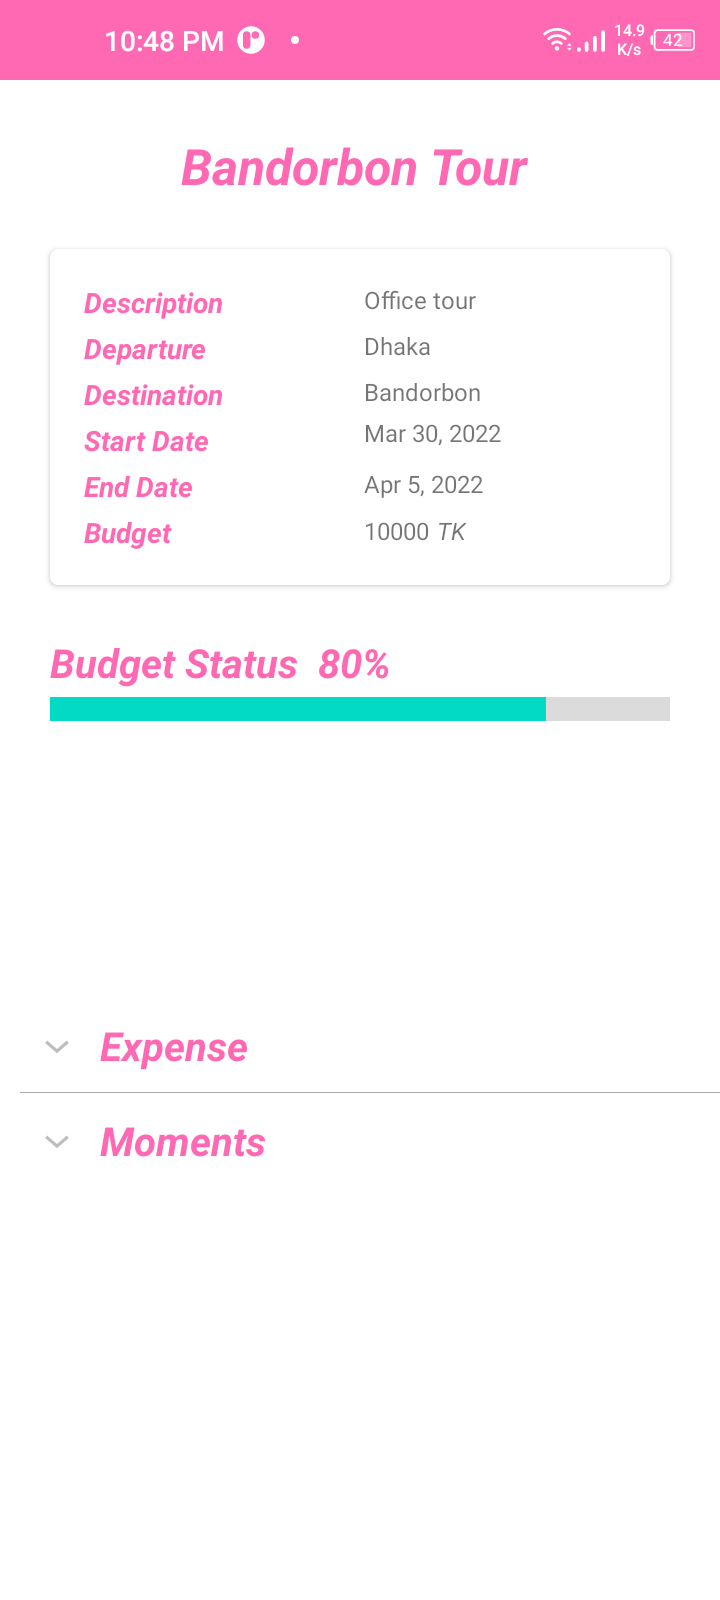 10:48 PM
14.9
K/s
42
Bandorbon Tour
Description Office tour
Departure Dhaka
Destination Bandorbon
Start Date Mar 30, 2022
End Date Apr 5, 2022
Budget 10000 TK
Budget Status 80%
Expense
Moments